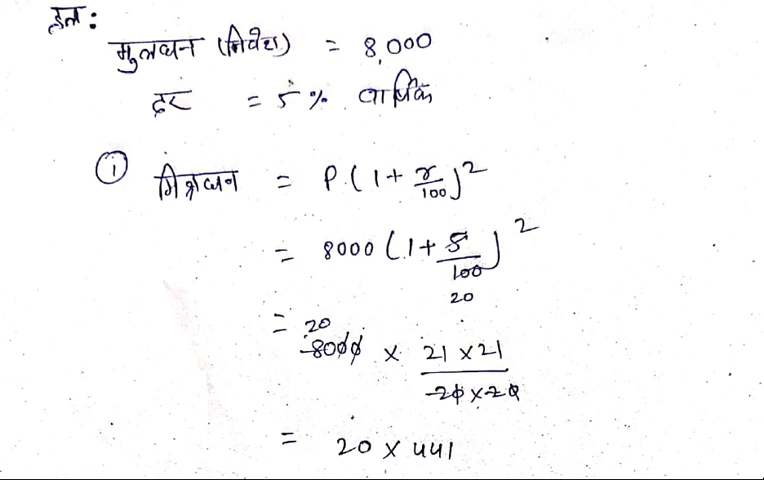 हल :
मुलधन (निवेश) = 8,000
दर = 5 % वार्षिक
① मिश्रधन = P ( 1 + r/100 )²
= 8000 ( 1 + 5/100 )²
20
= 20
8000 × 21 × 21 / 20 × 20
= 20 × 441